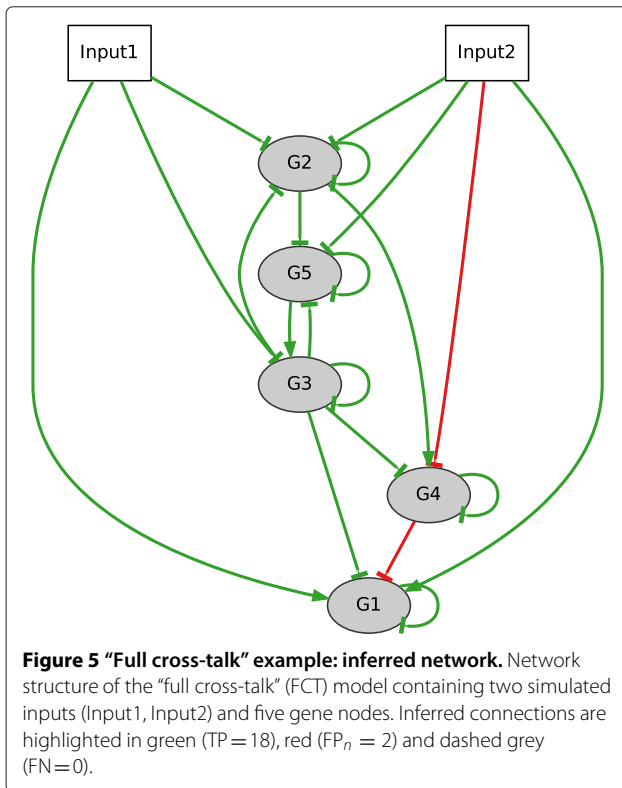 Input1
Input2
G2
G5
G3
G4
G1
Figure 5 “Full cross-talk” example: inferred network. Network
structure of the “full cross-talk” (FCT) model containing two simulated
inputs (Input1, Input2) and five gene nodes. Inferred connections are
highlighted in green (TP = 18), red (FPn = 2) and dashed grey
(FN = 0).